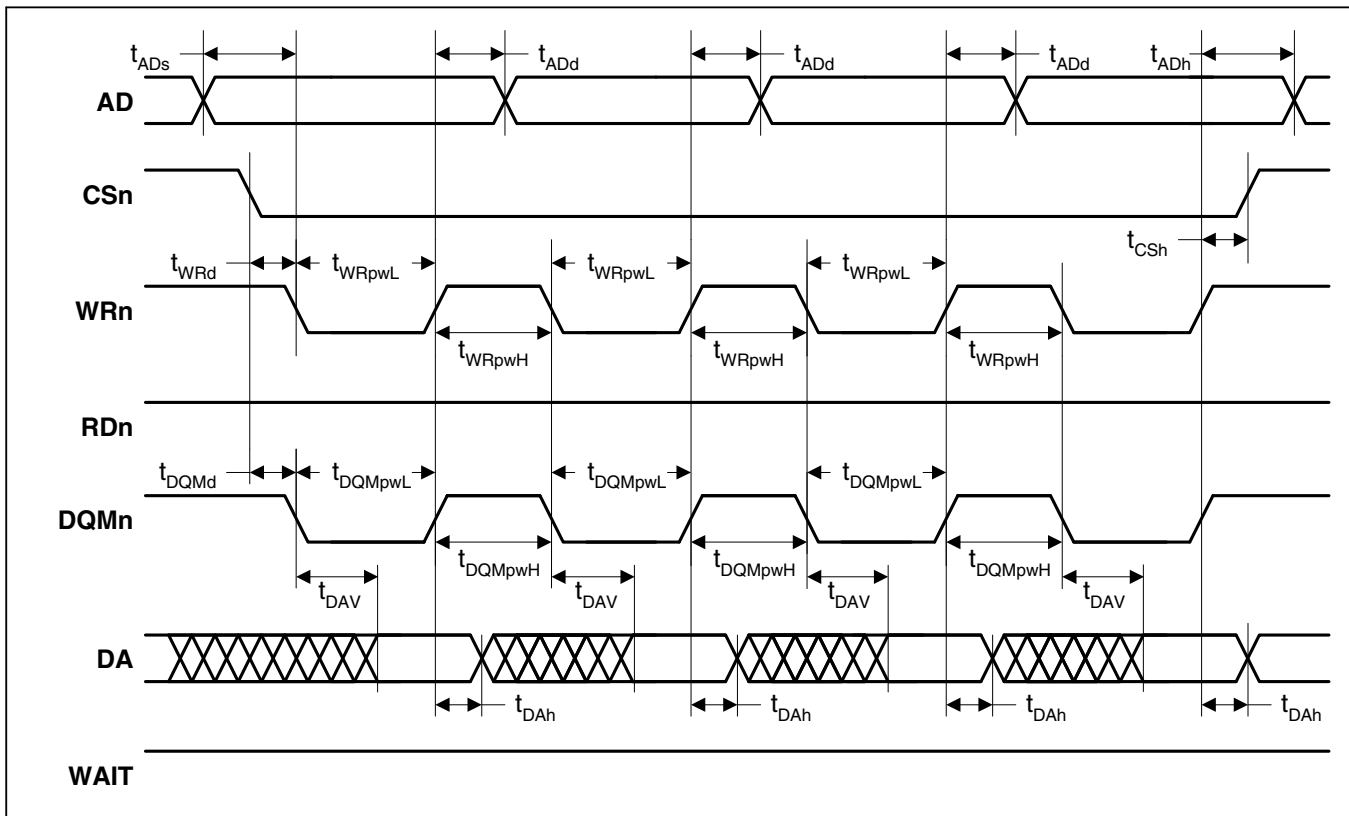 tADs tADd tADd tADd tADh
AD
CSn
tCSh
tWRd tWRpwL tWRpwL tWRpwL
WRn
tWRpwH tWRpwH tWRpwH
RDn
tDQMd tDQMpwL tDQMpwL tDQMpwL
DQMn
tDQMpwH tDQMpwH tDQMpwH
tDAV tDAV tDAV tDAV
DA
tDAh tDAh tDAh tDAh
WAIT